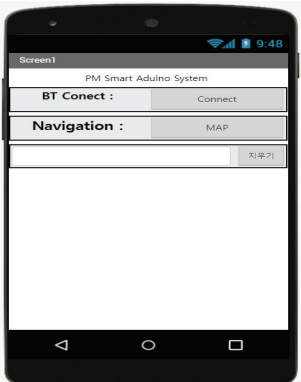 9:48
Screen1
PM Smart Aduino System
BT Conect : Connect
Navigation : MAP
지우기